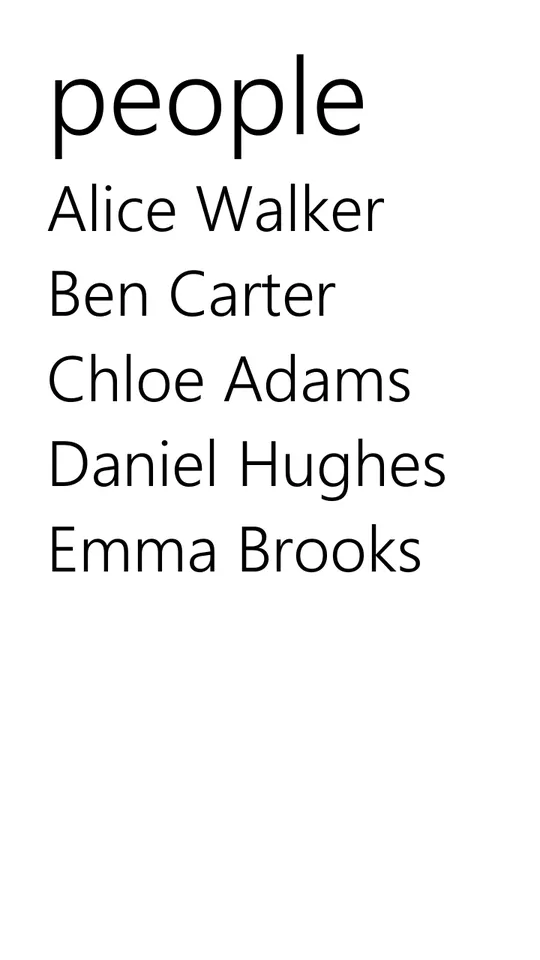 people
Alice Walker
Ben Carter
Chloe Adams
Daniel Hughes
Emma Brooks